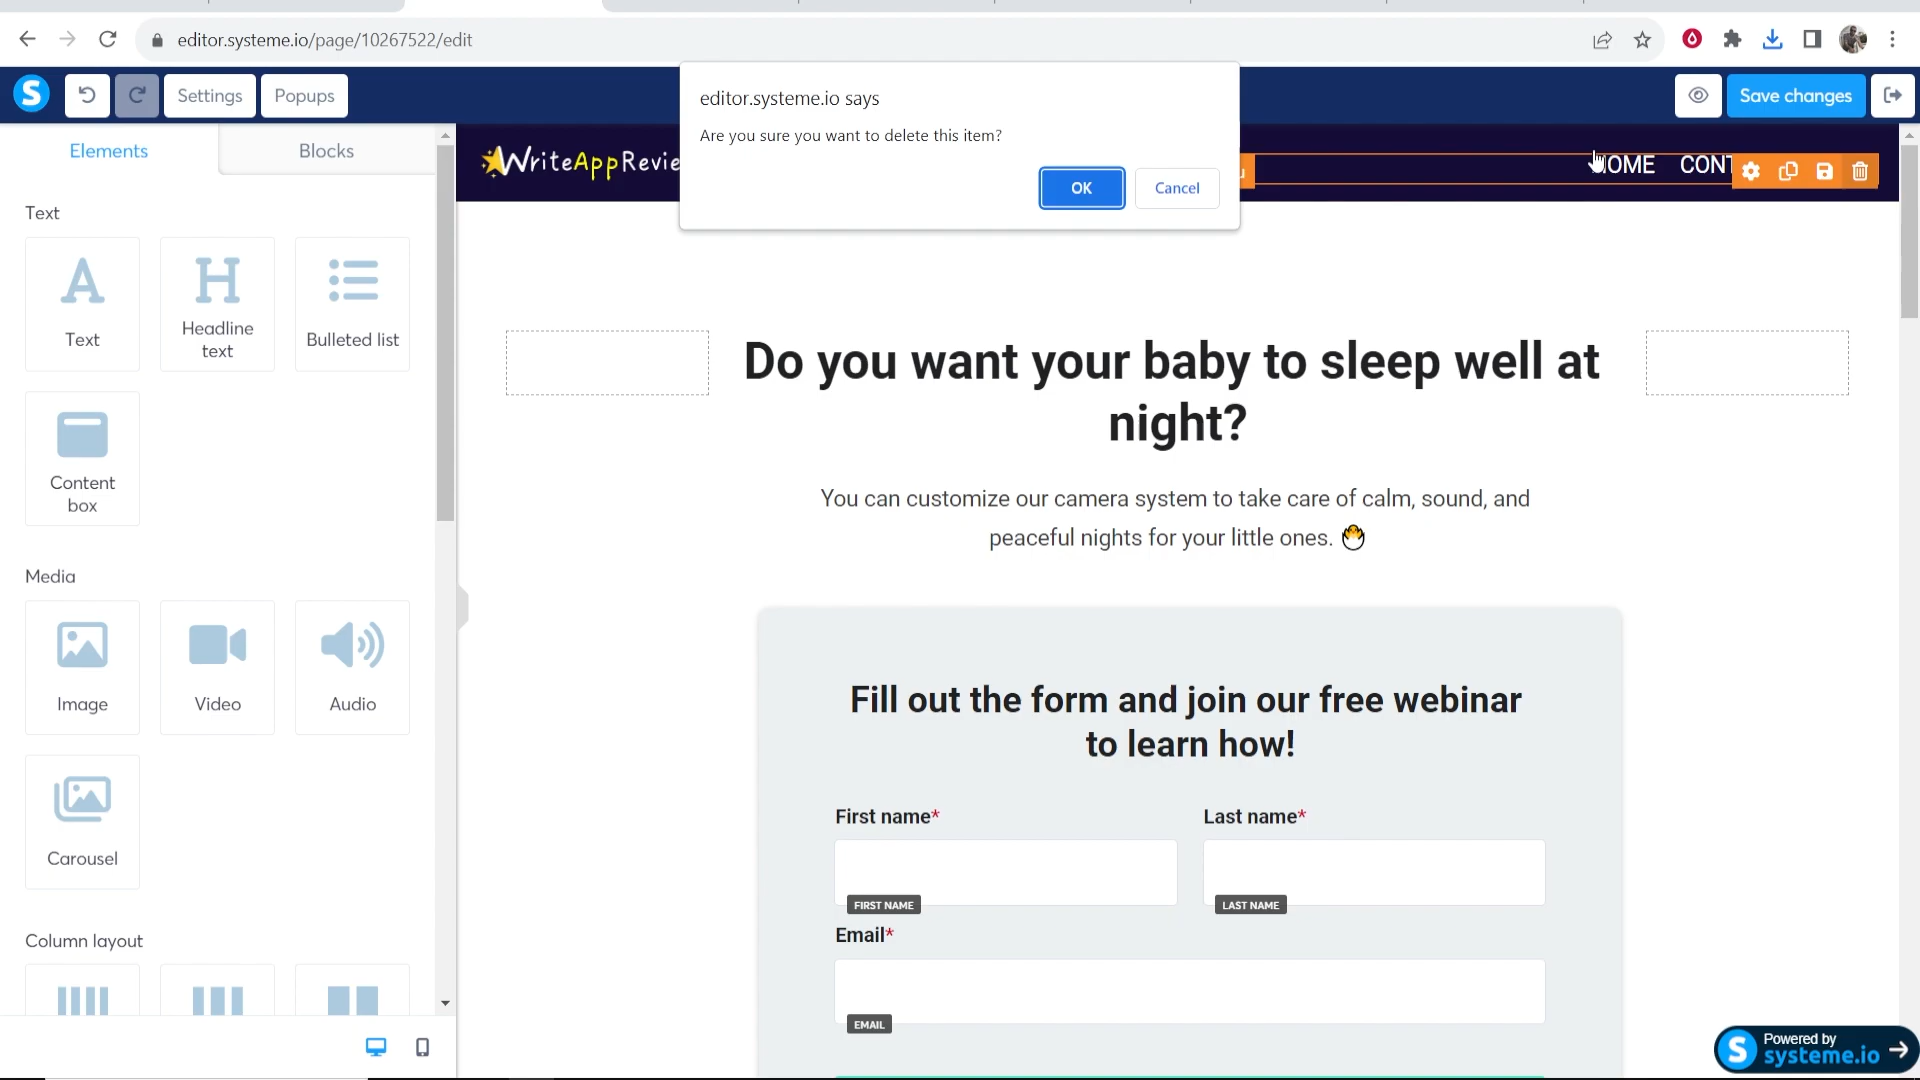 editor.systeme.io/page/10267522/edit
S
Settings
Popups
editor.systeme.io says
Are you sure you want to delete this item?
OK
Cancel
Save changes
Elements
Blocks
WriteAppRevie
HOME
CONT
Text
Text
Headline
text
Bulleted list
Content
box
Media
Image
Video
Audio
Carousel
Column layout
Do you want your baby to sleep well at
night?
You can customize our camera system to take care of calm, sound, and
peaceful nights for your little ones.
Fill out the form and join our free webinar
to learn how!
First name*
Last name*
FIRST NAME
LAST NAME
Email*
EMAIL
S
Powered by
systeme.io